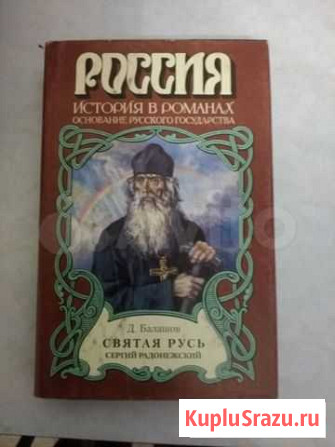 РОССИЯ
ИСТОРИЯ В РОМАНАХ
ОСНОВАНИЕ РУССКОГО ГОСУДАРСТВА
Д. Балашов
СВЯТАЯ РУСЬ
СЕРГИЙ РАДОНЕЖСКИЙ
KupluSrazu.ru